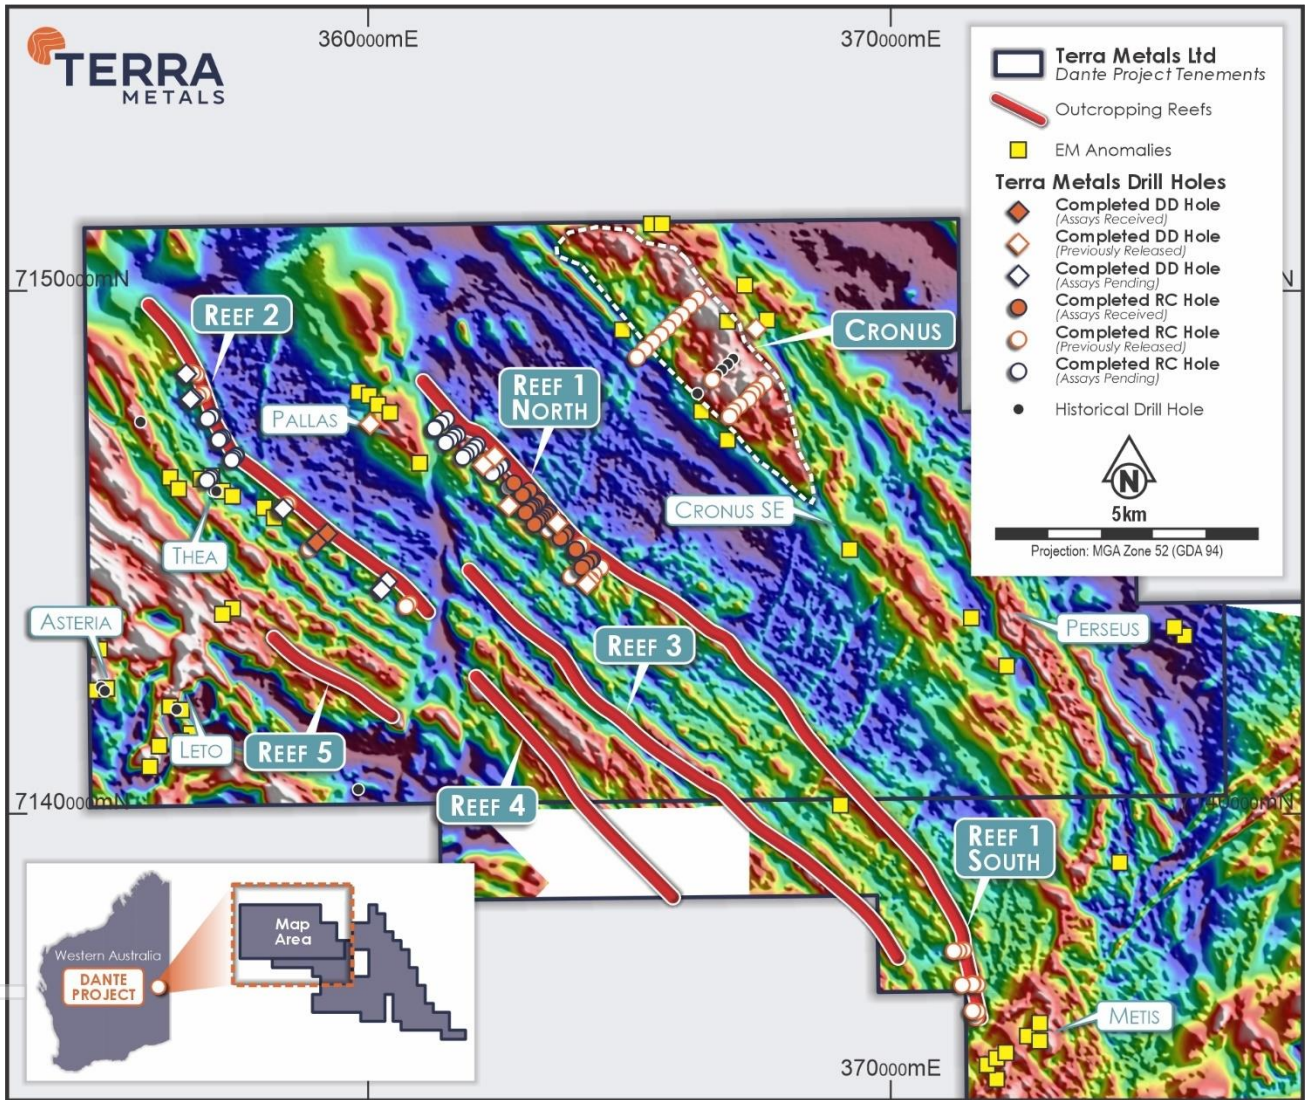 TERRA
METALS
360000mE
370000mE
Terra Metals Ltd
Dante Project Tenements
Outcropping Reefs
EM Anomalies
Terra Metals Drill Holes
Completed DD Hole
(Assays Received)
Completed DD Hole
(Previously Released)
Completed DD Hole
(Assays Pending)
Completed RC Hole
(Assays Received)
Completed RC Hole
(Previously Released)
Completed RC Hole
(Assays Pending)
Historical Drill Hole
N
5km
Projection: MGA Zone 52 (GDA 94)
7150000mN
N
REEF 2
CRONUS
REEF 1
NORTH
PALLAS
CRONUS SE
THEA
ASTERIA
PERSEUS
REEF 3
LETO
REEF 5
REEF 4
7140000mN
40000mN
REEF 1
SOUTH
METIS
Western Australia
DANTE
PROJECT
Map
Area
370000mE